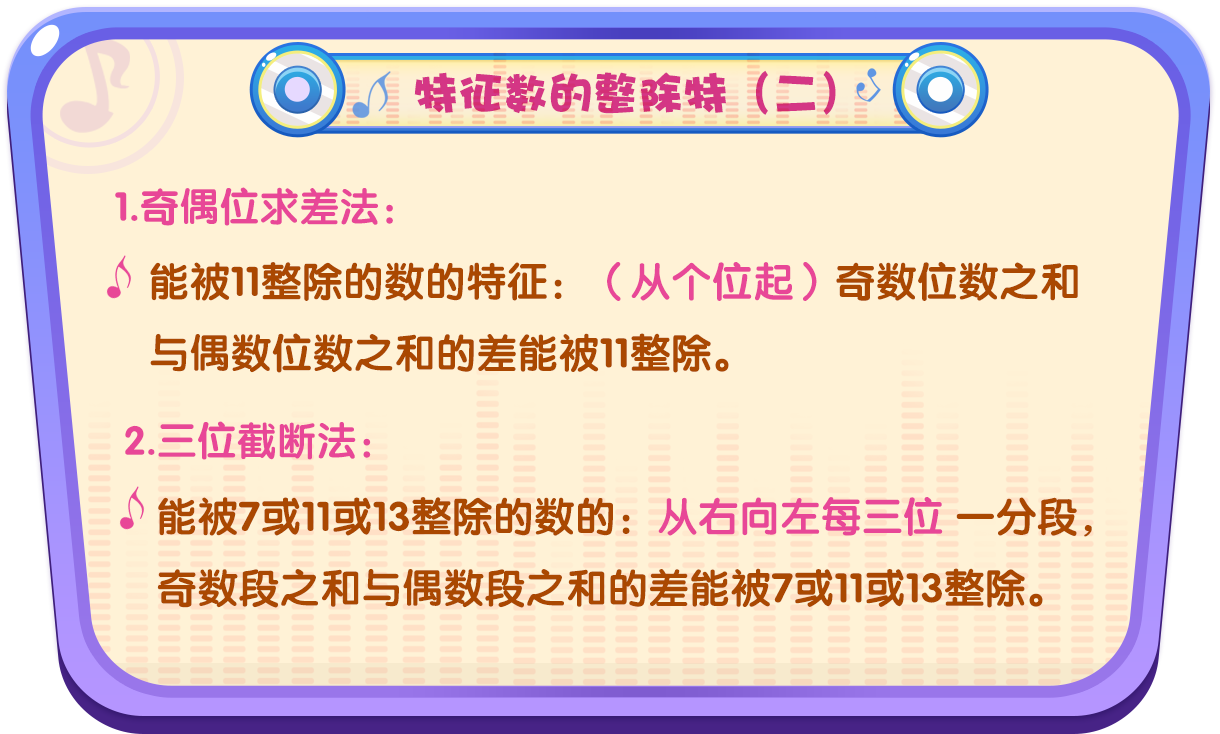 特征数的整除特（二）
1.奇偶位求差法：
能被11整除的数的特征：（从个位起）奇数位数之和
与偶数位数之和的差能被11整除。
2.三位截断法：
能被7或11或13整除的数的：从右向左每三位 一分段，
奇数段之和与偶数段之和的差能被7或11或13整除。